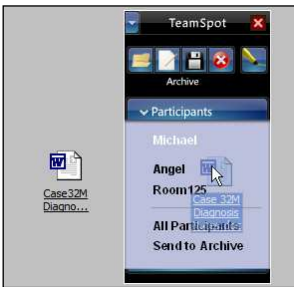 TeamSpot
Archive
Participants
Michael
Angel
Room125
Case 32M
Diagnosis
All Participants
Send to Archive
Case32M
Diagno...